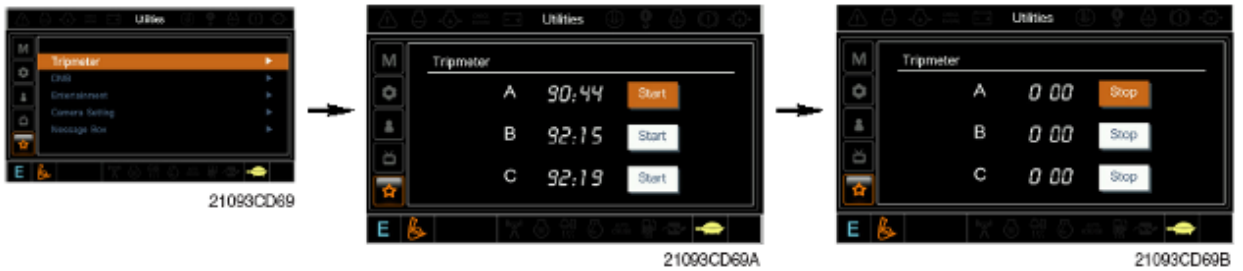 Utilities
M
Tripmeter
DMB
Entertainment
Camera Setting
Message Box
E
21093CD69
Utilities
M
Tripmeter
A 90:44 Start
B 92:15 Start
C 92:19 Start
E
21093CD69A
Utilities
M
Tripmeter
A 0 00 Stop
B 0 00 Stop
C 0 00 Stop
E
21093CD69B